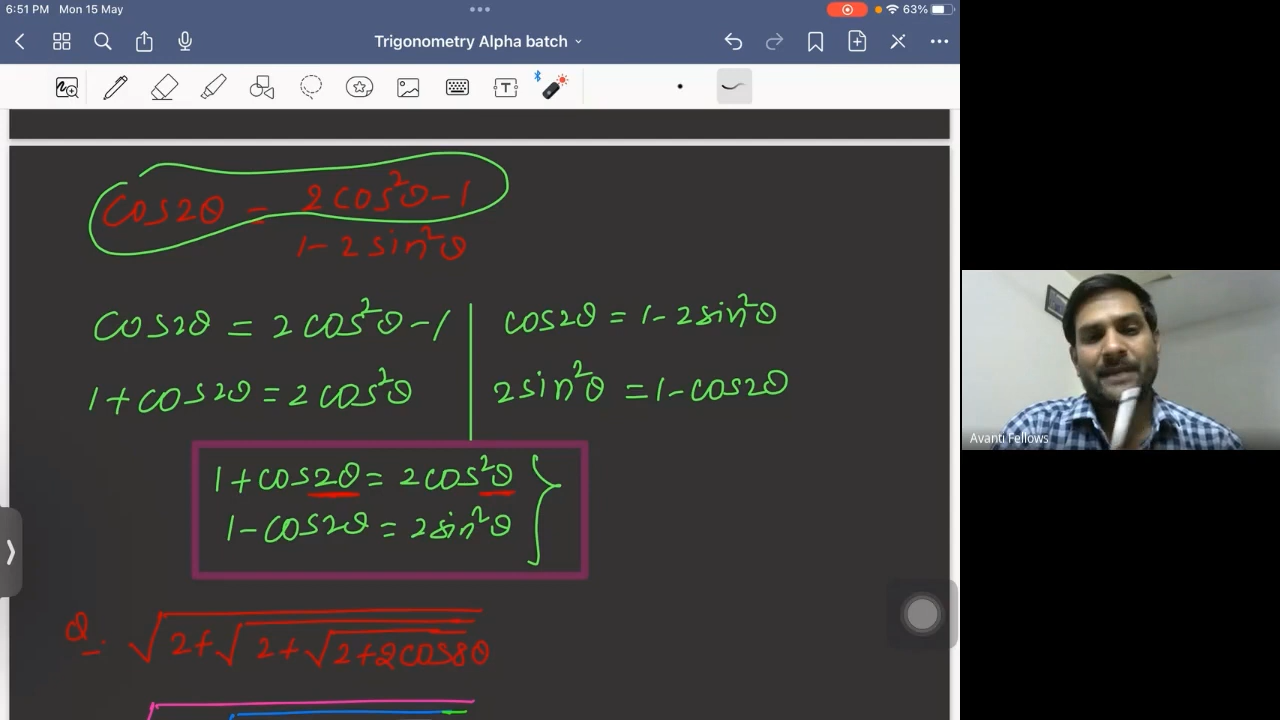 6:51 PM Mon 15 May
63%
Trigonometry Alpha batch
cos2θ = 2cos²θ-1
1-2sin²θ
cos2θ = 2cos²θ-1
cos2θ = 1-2sin²θ
1+cos2θ = 2cos²θ
2sin²θ = 1-cos2θ
1+cos2θ = 2cos²θ
1-cos2θ = 2sin²θ
Q. √2+√2+√2+2cos8θ
Avanti Fellows